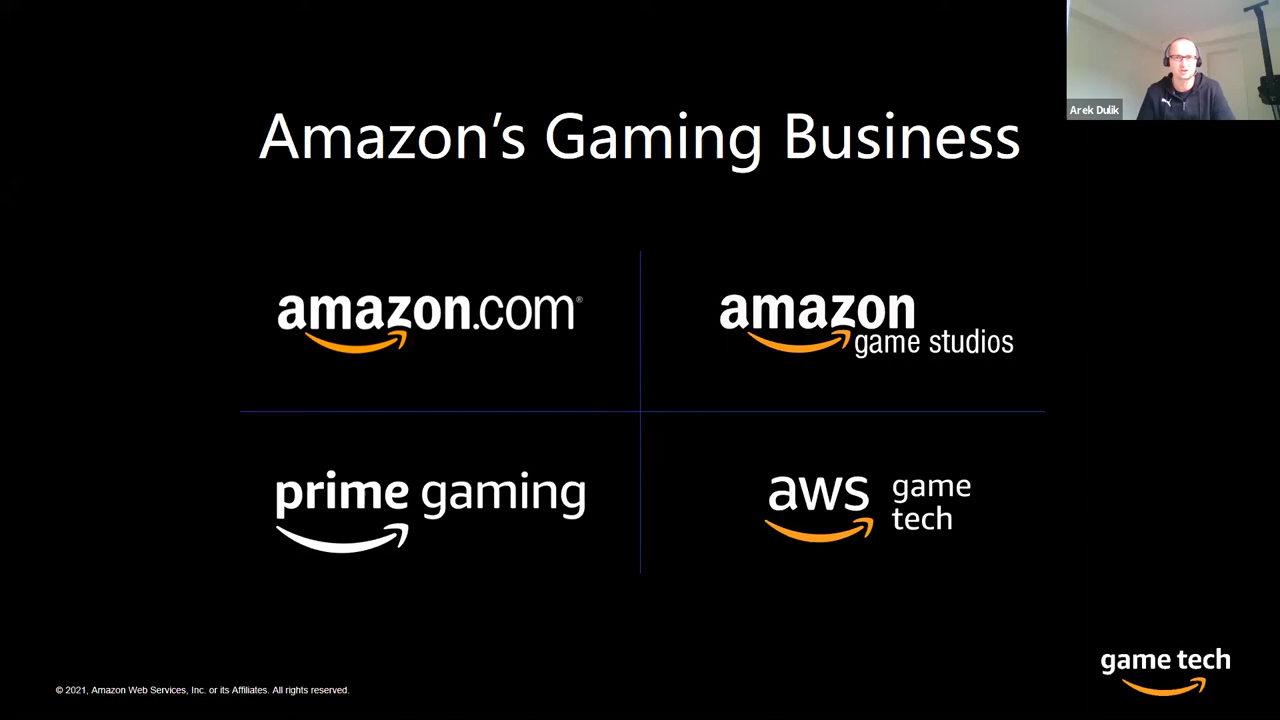 Arek Dulik
Amazon’s Gaming Business
amazon.com®
amazon
game studios
prime gaming
aws game
tech
game tech
© 2021, Amazon Web Services, Inc. or its Affiliates. All rights reserved.